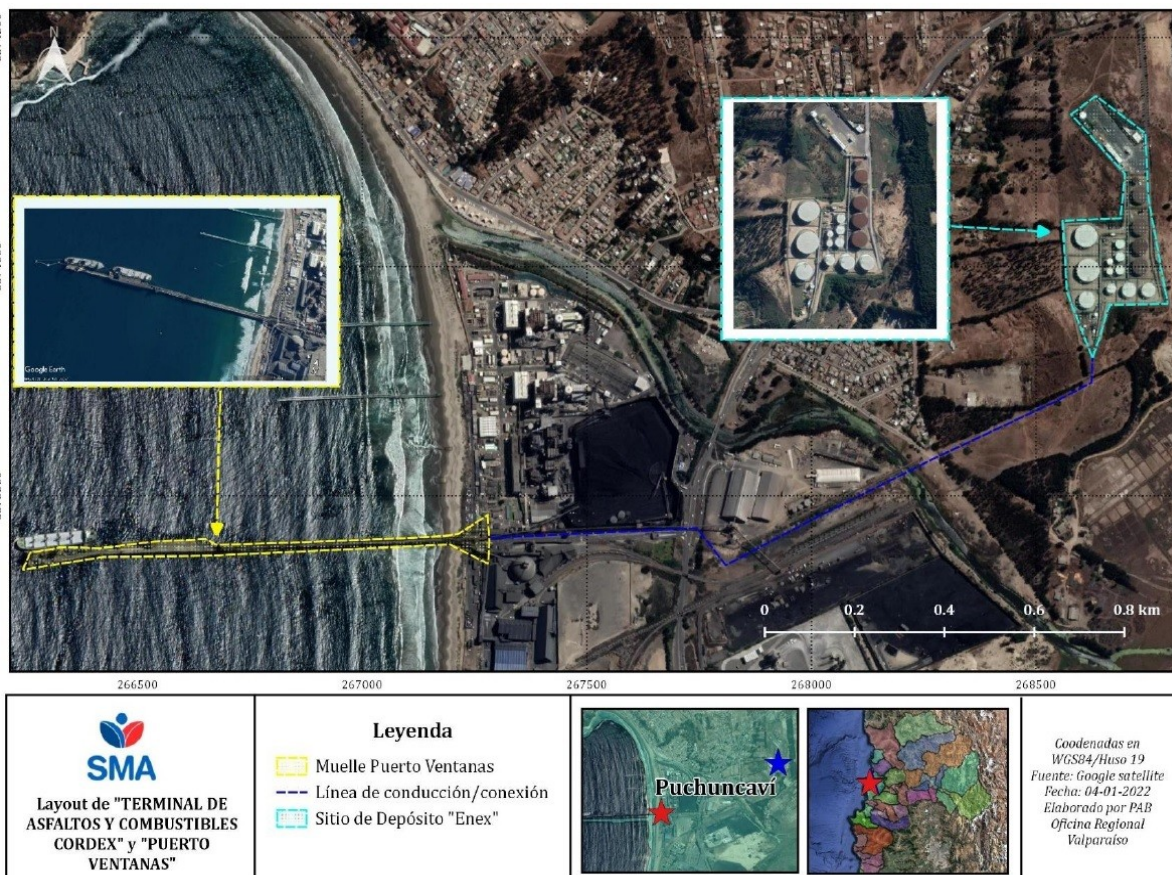 N
Google Earth
0
0.2
0.4
0.6
0.8 km
266500
267000
267500
268000
268500
SMA
Layout de "TERMINAL DE
ASFALTOS Y COMBUSTIBLES
CORDEX" y "PUERTO
VENTANAS"
Leyenda
Muelle Puerto Ventanas
Línea de conducción/conexión
Sitio de Depósito "Enex"
Puchuncaví
Coodenadas en
WGS84/Huso 19
Fuente: Google satellite
Fecha: 04-01-2022
Elaborado por PAB
Oficina Regional
Valparaíso